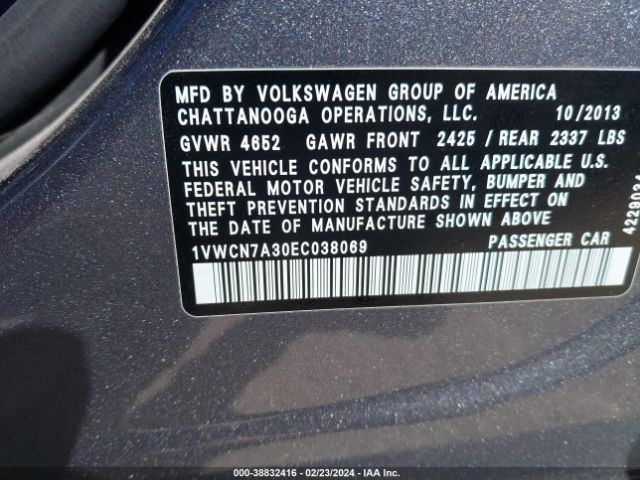 MFD BY VOLKSWAGEN GROUP OF AMERICA
CHATTANOOGA OPERATIONS, LLC. 10/2013
GVWR 4652 GAWR FRONT 2425 / REAR 2337 LBS
THIS VEHICLE CONFORMS TO ALL APPLICABLE U.S.
FEDERAL MOTOR VEHICLE SAFETY, BUMPER AND
THEFT PREVENTION STANDARDS IN EFFECT ON
THE DATE OF MANUFACTURE SHOWN ABOVE
1VWCN7A30EC038069 PASSENGER CAR
4229034
000-38832416 - 02/23/2024 - IAA Inc.